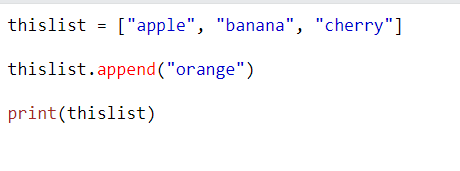 thislist = ["apple", "banana", "cherry"]
thislist.append("orange")
print(thislist)